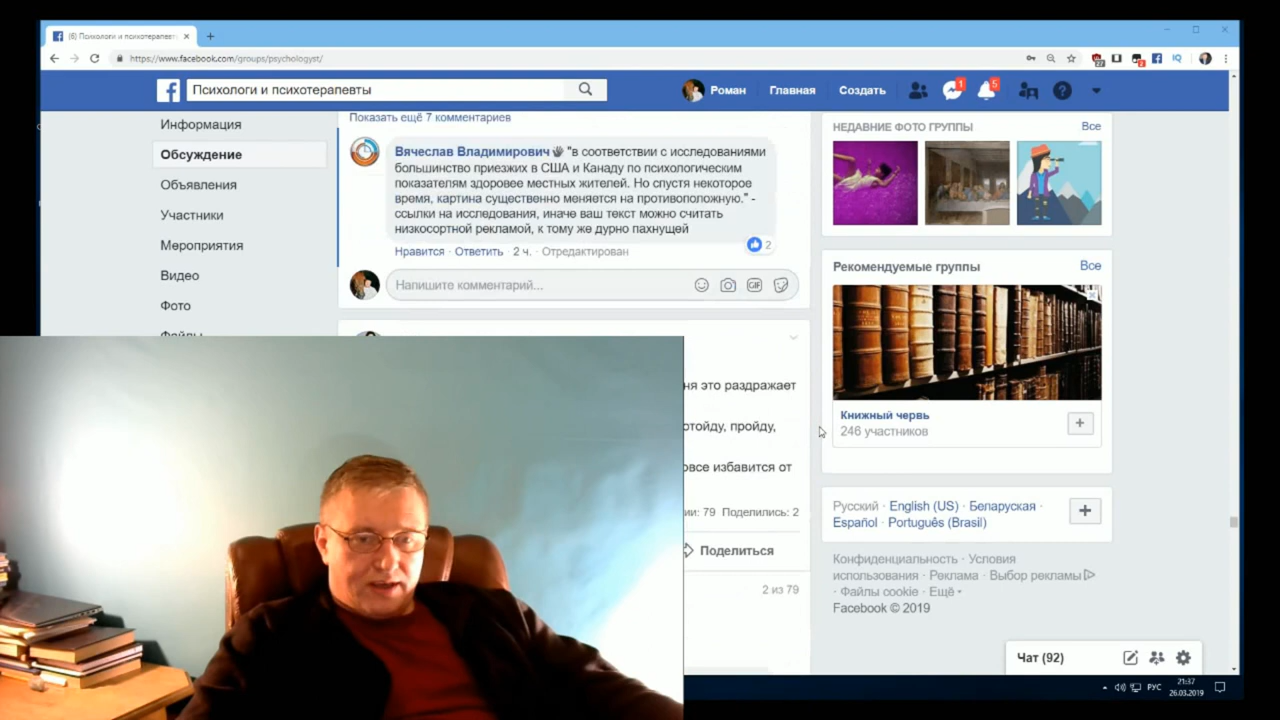 (6) Психологи и психотерапевт
https://www.facebook.com/groups/psychologyst/
Психологи и психотерапевты
Роман
Главная
Создать
1
5
Информация
Обсуждение
Объявления
Участники
Мероприятия
Видео
Фото
Файлы
Показать ещё 7 комментариев
Вячеслав Владимирович "в соответствии с исследованиями
большинство приезжих в США и Канаду по психологическим
показателям здоровее местных жителей. Но спустя некоторое
время, картина существенно меняется на противоположную." -
ссылки на исследования, иначе ваш текст можно считать
низкосортной рекламой, к тому же дурно пахнущей
2
Нравится · Ответить · 2 ч. · Отредактирован
Напишите комментарий...
GIF
ня это раздражает
отойду, пройду,
овсе избавится от
ии: 79 Поделились: 2
Поделиться
2 из 79
НЕДАВНИЕ ФОТО ГРУППЫ
Все
Рекомендуемые группы
Все
Книжный червь
246 участников
Русский · English (US) · Беларуская ·
Español · Português (Brasil)
Конфиденциальность · Условия
использования · Реклама · Выбор рекламы
· Файлы cookie · Ещё
Facebook © 2019
Чат (92)
РУС
21:37
26.03.2019